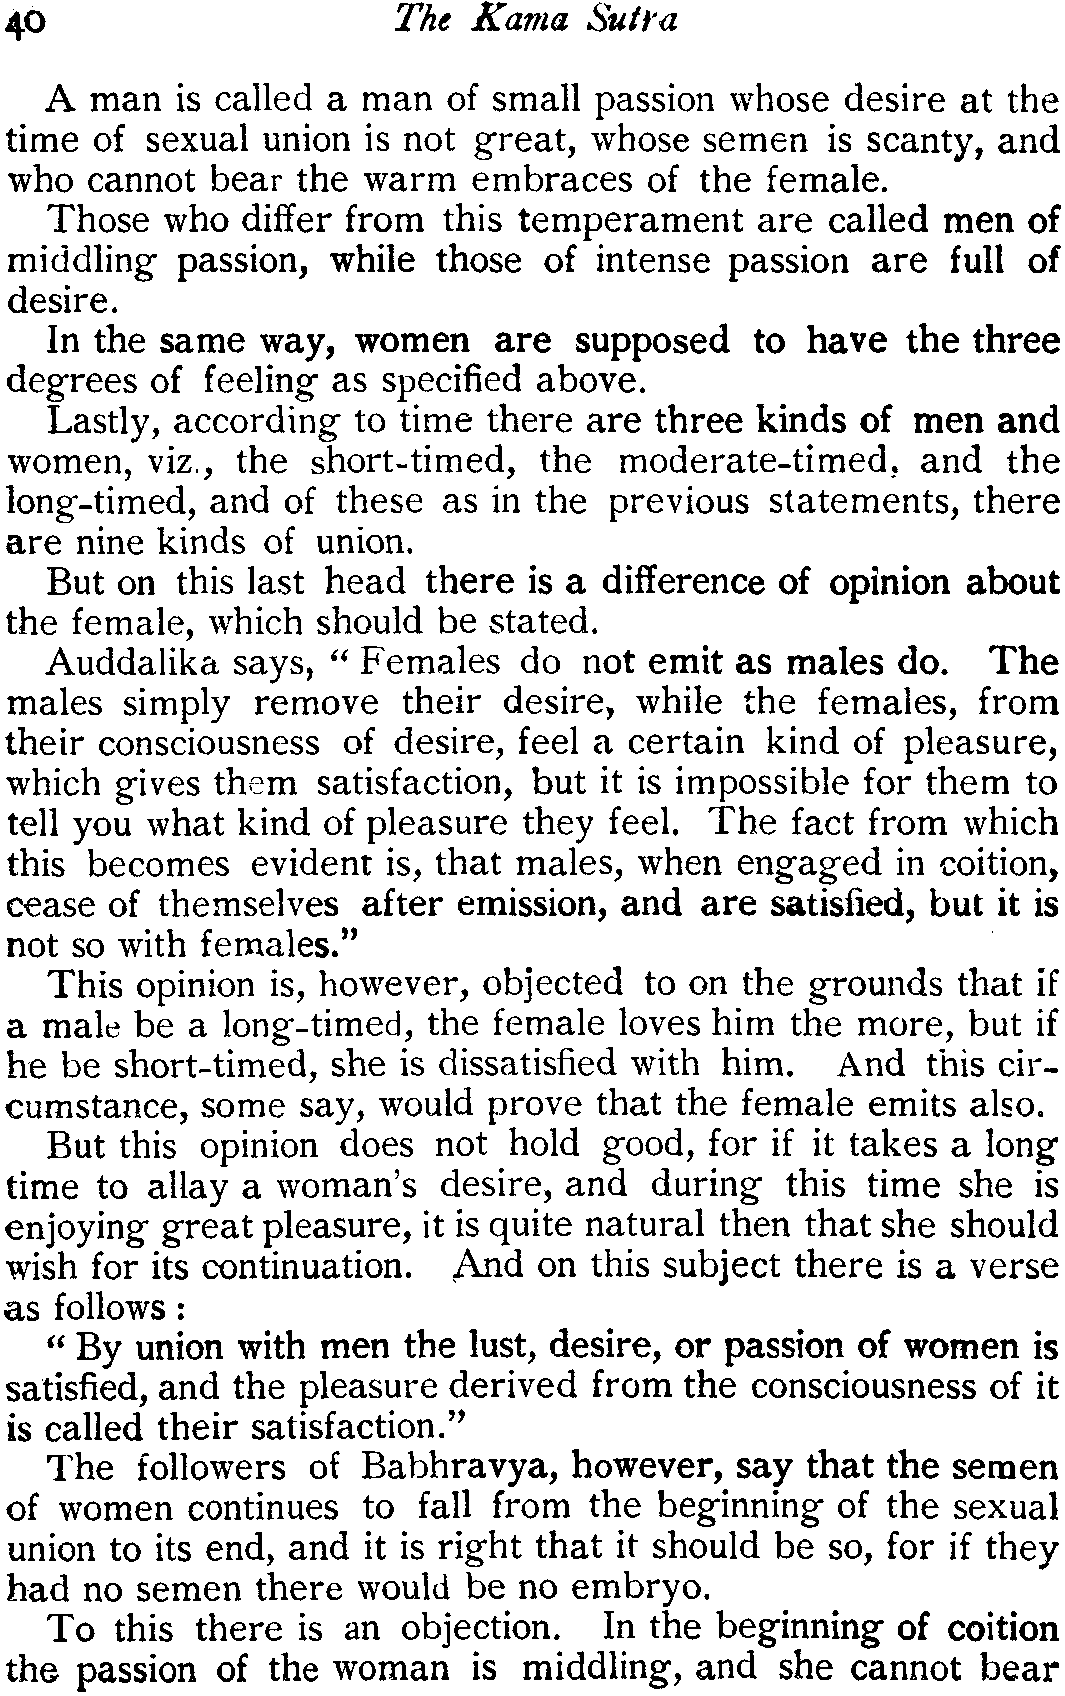 40 The Kama Sutra
A man is called a man of small passion whose desire at the
time of sexual union is not great, whose semen is scanty, and
who cannot bear the warm embraces of the female.
Those who differ from this temperament are called men of
middling passion, while those of intense passion are full of
desire.
In the same way, women are supposed to have the three
degrees of feeling as specified above.
Lastly, according to time there are three kinds of men and
women, viz., the short-timed, the moderate-timed, and the
long-timed, and of these as in the previous statements, there
are nine kinds of union.
But on this last head there is a difference of opinion about
the female, which should be stated.
Auddalika says, “ Females do not emit as males do. The
males simply remove their desire, while the females, from
their consciousness of desire, feel a certain kind of pleasure,
which gives them satisfaction, but it is impossible for them to
tell you what kind of pleasure they feel. The fact from which
this becomes evident is, that males, when engaged in coition,
cease of themselves after emission, and are satisfied, but it is
not so with females.”
This opinion is, however, objected to on the grounds that if
a male be a long-timed, the female loves him the more, but if
he be short-timed, she is dissatisfied with him. And this cir-
cumstance, some say, would prove that the female emits also.
But this opinion does not hold good, for if it takes a long
time to allay a woman's desire, and during this time she is
enjoying great pleasure, it is quite natural then that she should
wish for its continuation. And on this subject there is a verse
as follows :
“ By union with men the lust, desire, or passion of women is
satisfied, and the pleasure derived from the consciousness of it
is called their satisfaction.”
The followers of Babhravya, however, say that the semen
of women continues to fall from the beginning of the sexual
union to its end, and it is right that it should be so, for if they
had no semen there would be no embryo.
To this there is an objection. In the beginning of coition
the passion of the woman is middling, and she cannot bear